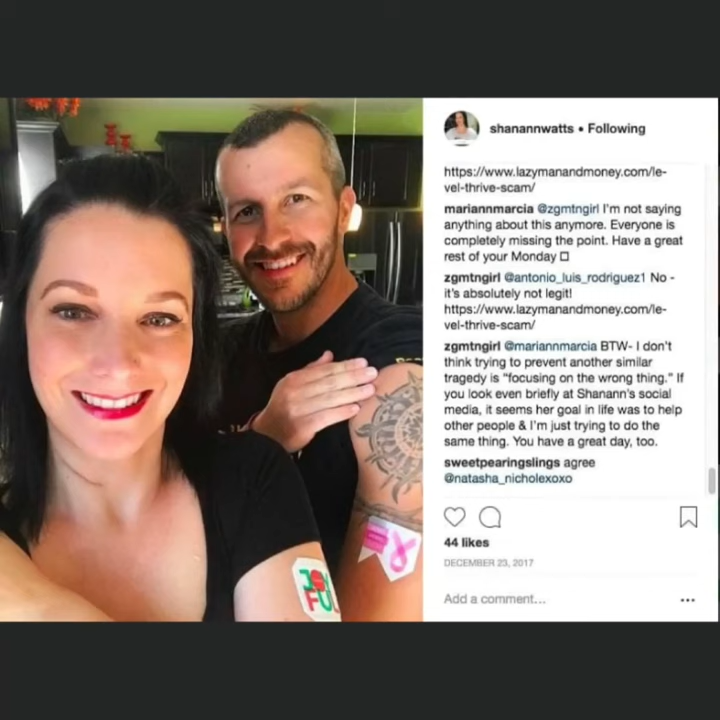 shanannwatts • Following
https://www.lazymanandmoney.com/le-
vel-thrive-scam/
mariannmarcia @zgmtngirl I'm not saying
anything about this anymore. Everyone is
completely missing the point. Have a great
rest of your Monday □
zgmtngirl @antonio_luis_rodriguez1 No -
it's absolutely not legit!
https://www.lazymanandmoney.com/le-
vel-thrive-scam/
zgmtngirl @mariannmarcia BTW- I don't
think trying to prevent another similar
tragedy is "focusing on the wrong thing." If
you look even briefly at Shanann's social
media, it seems her goal in life was to help
other people & I'm just trying to do the
same thing. You have a great day, too.
sweetpearingslings agree
@natasha_nicholexoxo
44 likes
DECEMBER 23, 2017
Add a comment...
JOY
FUL